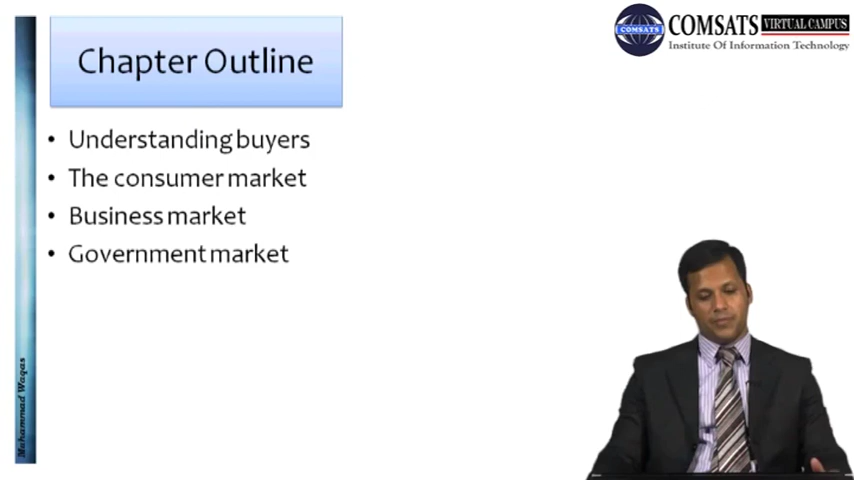 Chapter Outline
COMSATS VIRTUAL CAMPUS
Institute Of Information Technology
COMSATS
• Understanding buyers
• The consumer market
• Business market
• Government market
Muhammad Waqas